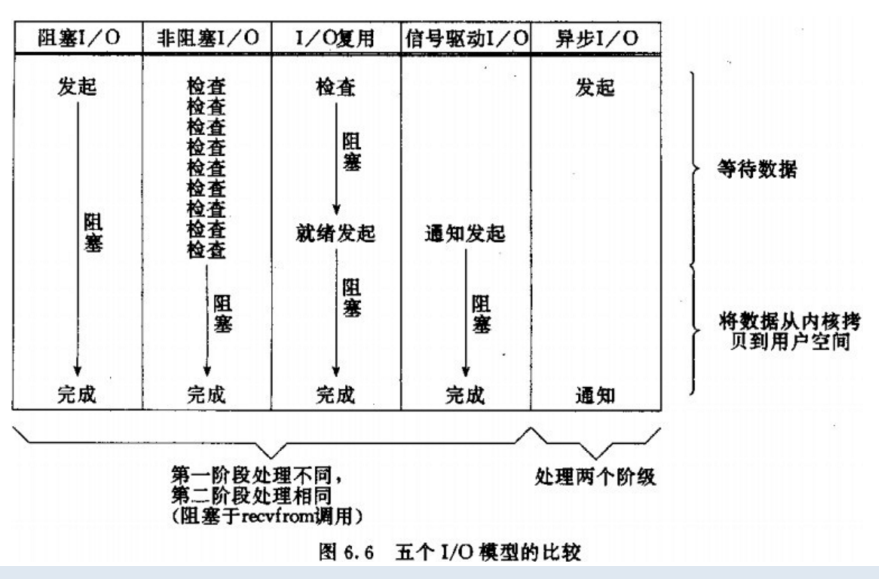 阻塞I/O 非阻塞I/O I/O复用 信号驱动I/O 异步I/O
发起 检查 检查 发起
检查
检查
检查
检查
检查
检查
检查
检查
阻塞
等待数据
阻塞
就绪发起 通知发起
阻塞
阻塞
阻塞
将数据从内核拷
贝到用户空间
完成 完成 完成 完成 通知
第一阶段处理不同,
第二阶段处理相同
(阻塞于recvfrom调用)
处理两个阶级
图 6.6 五个 I/O 模型的比较